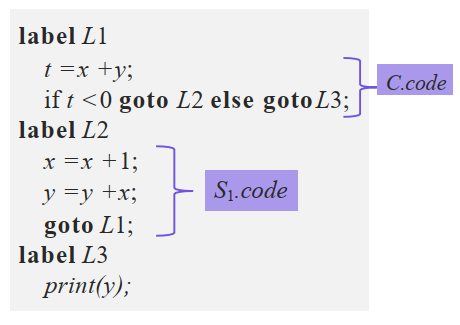 label L1
t =x +y;
if t <0 goto L2 else goto L3;
C.code
label L2
x =x +1;
y =y +x;
S₁.code
goto L1;
label L3
print(y);